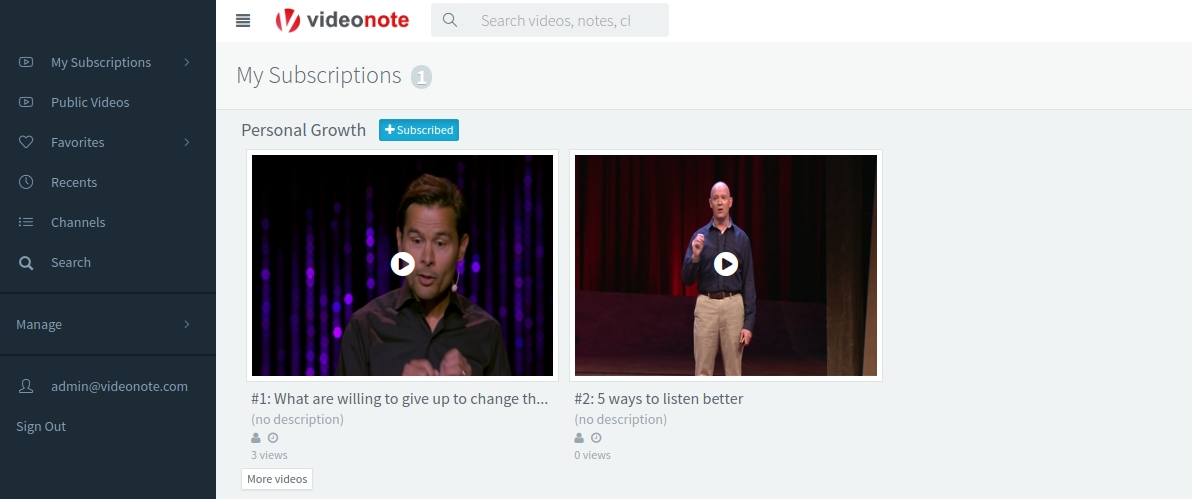 videonote
Search videos, notes, cl
My Subscriptions
Public Videos
Favorites
Recents
Channels
Search
Manage
admin@videonote.com
Sign Out
My Subscriptions 1
Personal Growth
Subscribed
#1: What are willing to give up to change th...
(no description)
3 views
#2: 5 ways to listen better
(no description)
0 views
More videos